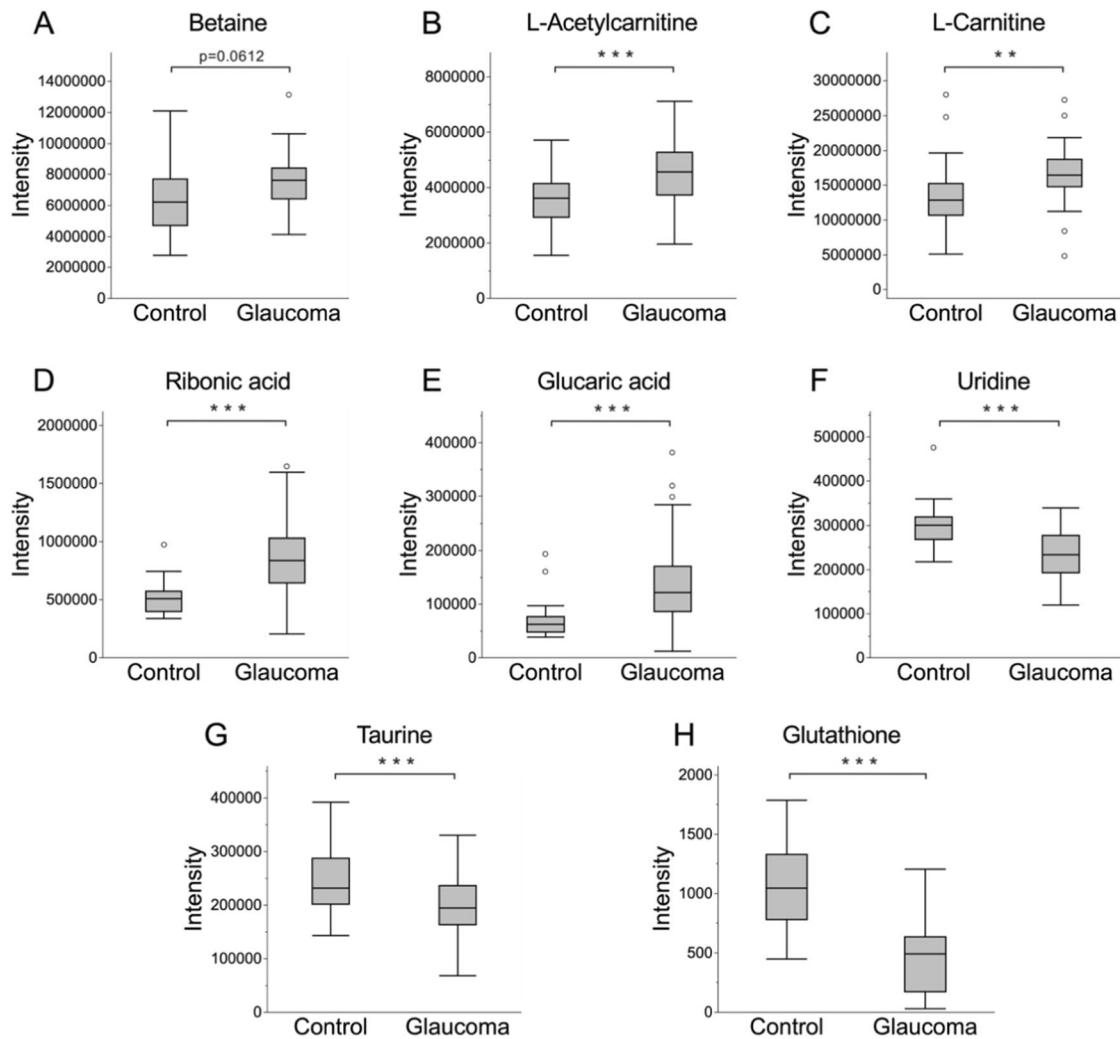 A Betaine
p=0.0612
Intensity
14000000
12000000
10000000
8000000
6000000
4000000
2000000
0
Control Glaucoma
B L-Acetylcarnitine
***
Intensity
8000000
6000000
4000000
2000000
0
Control Glaucoma
C L-Carnitine
**
Intensity
30000000
25000000
20000000
15000000
10000000
5000000
0
Control Glaucoma
D Ribonic acid
***
Intensity
2000000
1500000
1000000
500000
0
Control Glaucoma
E Glucaric acid
***
Intensity
400000
300000
200000
100000
0
Control Glaucoma
F Uridine
***
Intensity
500000
400000
300000
200000
100000
0
Control Glaucoma
G Taurine
***
Intensity
400000
300000
200000
100000
0
Control Glaucoma
H Glutathione
***
Intensity
2000
1500
1000
500
0
Control Glaucoma